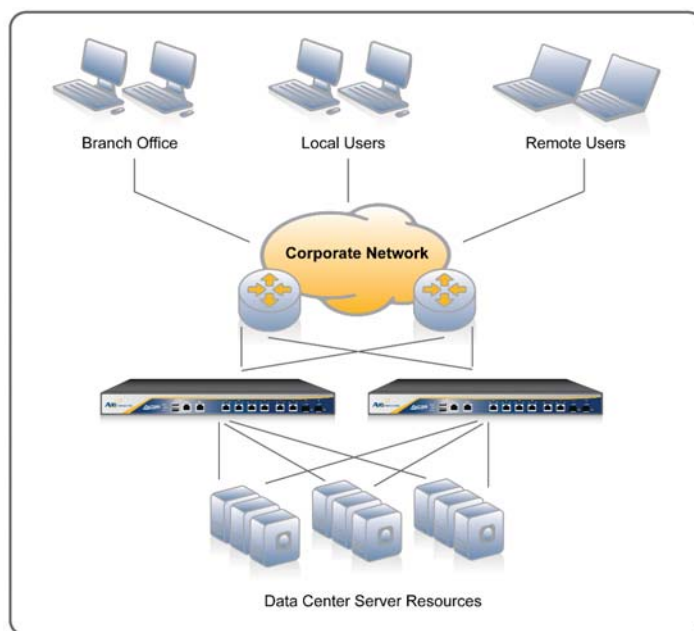 Branch Office
Local Users
Remote Users
Corporate Network
Data Center Server Resources